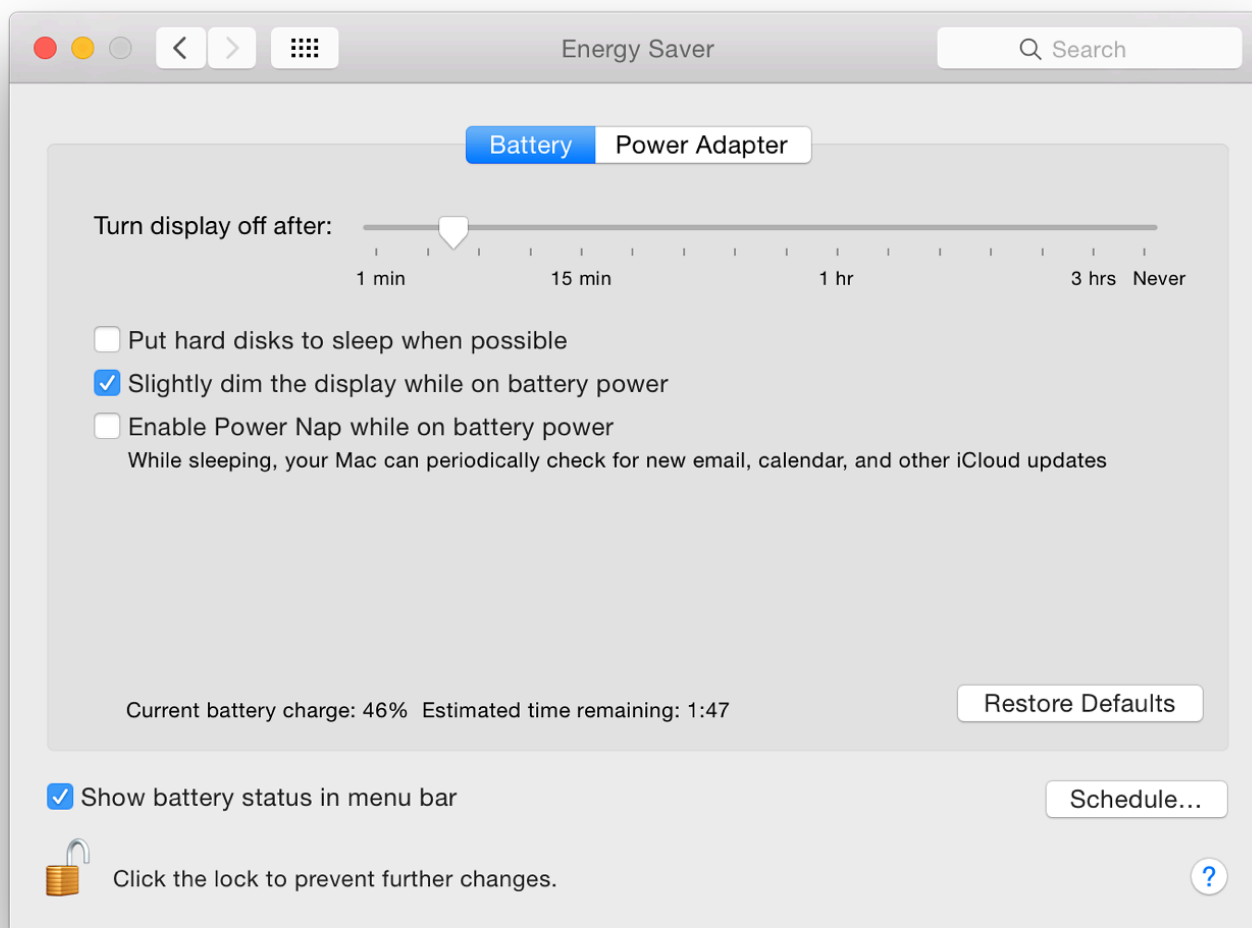 Energy Saver
Search
Battery Power Adapter
Turn display off after:
1 min 15 min 1 hr 3 hrs Never
Put hard disks to sleep when possible
Slightly dim the display while on battery power
Enable Power Nap while on battery power
While sleeping, your Mac can periodically check for new email, calendar, and other iCloud updates
Current battery charge: 46% Estimated time remaining: 1:47
Restore Defaults
Show battery status in menu bar
Schedule...
Click the lock to prevent further changes.
?